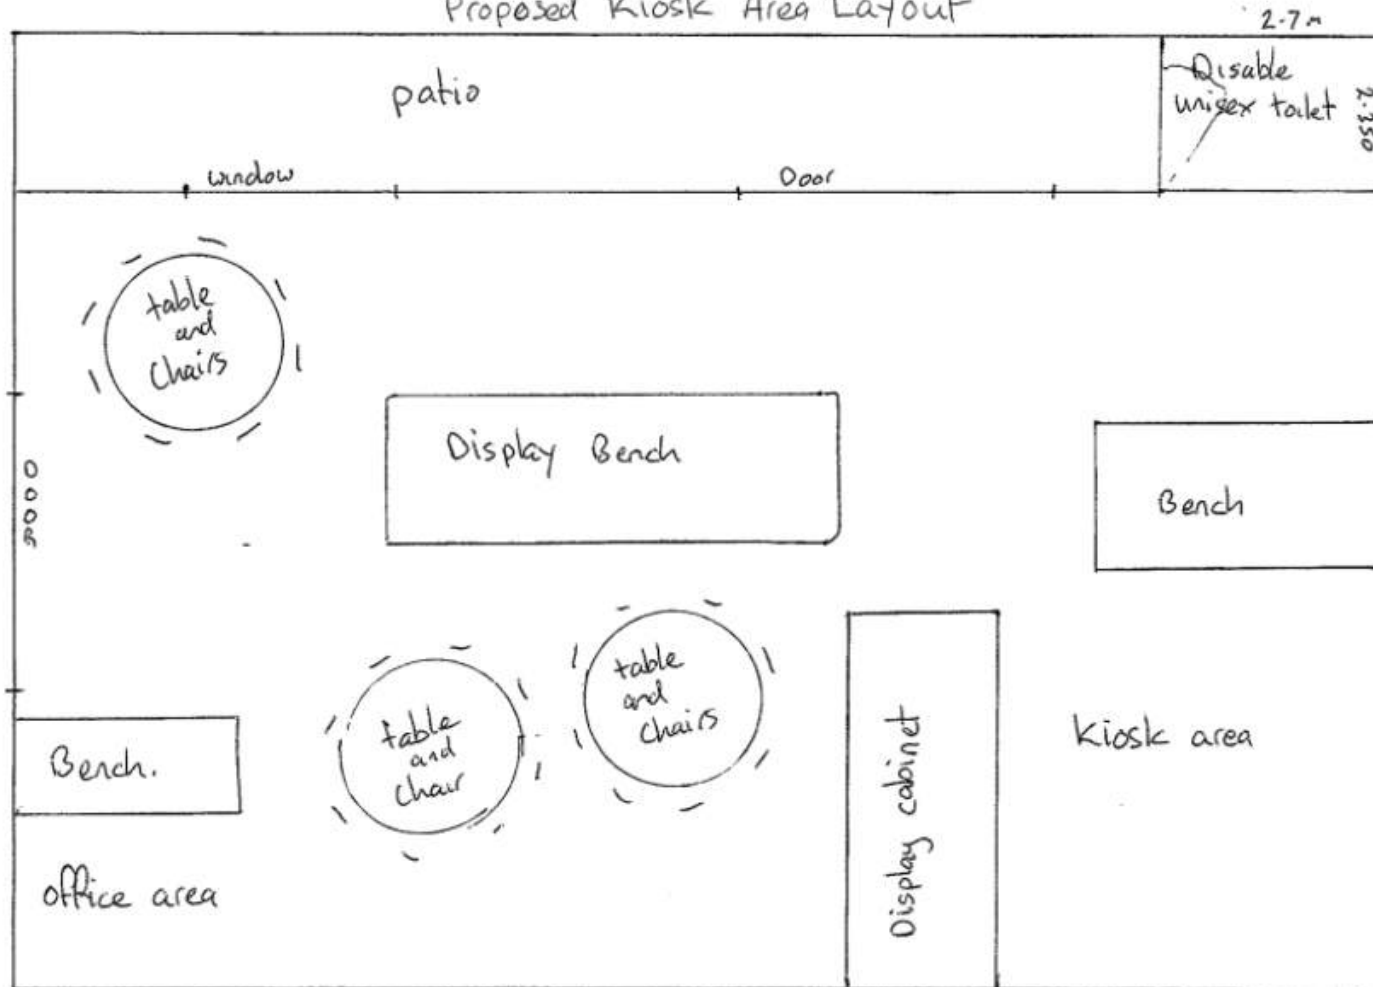 Proposed Kiosk Area Layout
2.7m
patio
Disable
unisex toilet
2.350
window
Door
table
and
Chairs
Display Bench
Door
Bench
table
and
chairs
table
and
chair
Bench.
Kiosk area
Display cabinet
office area